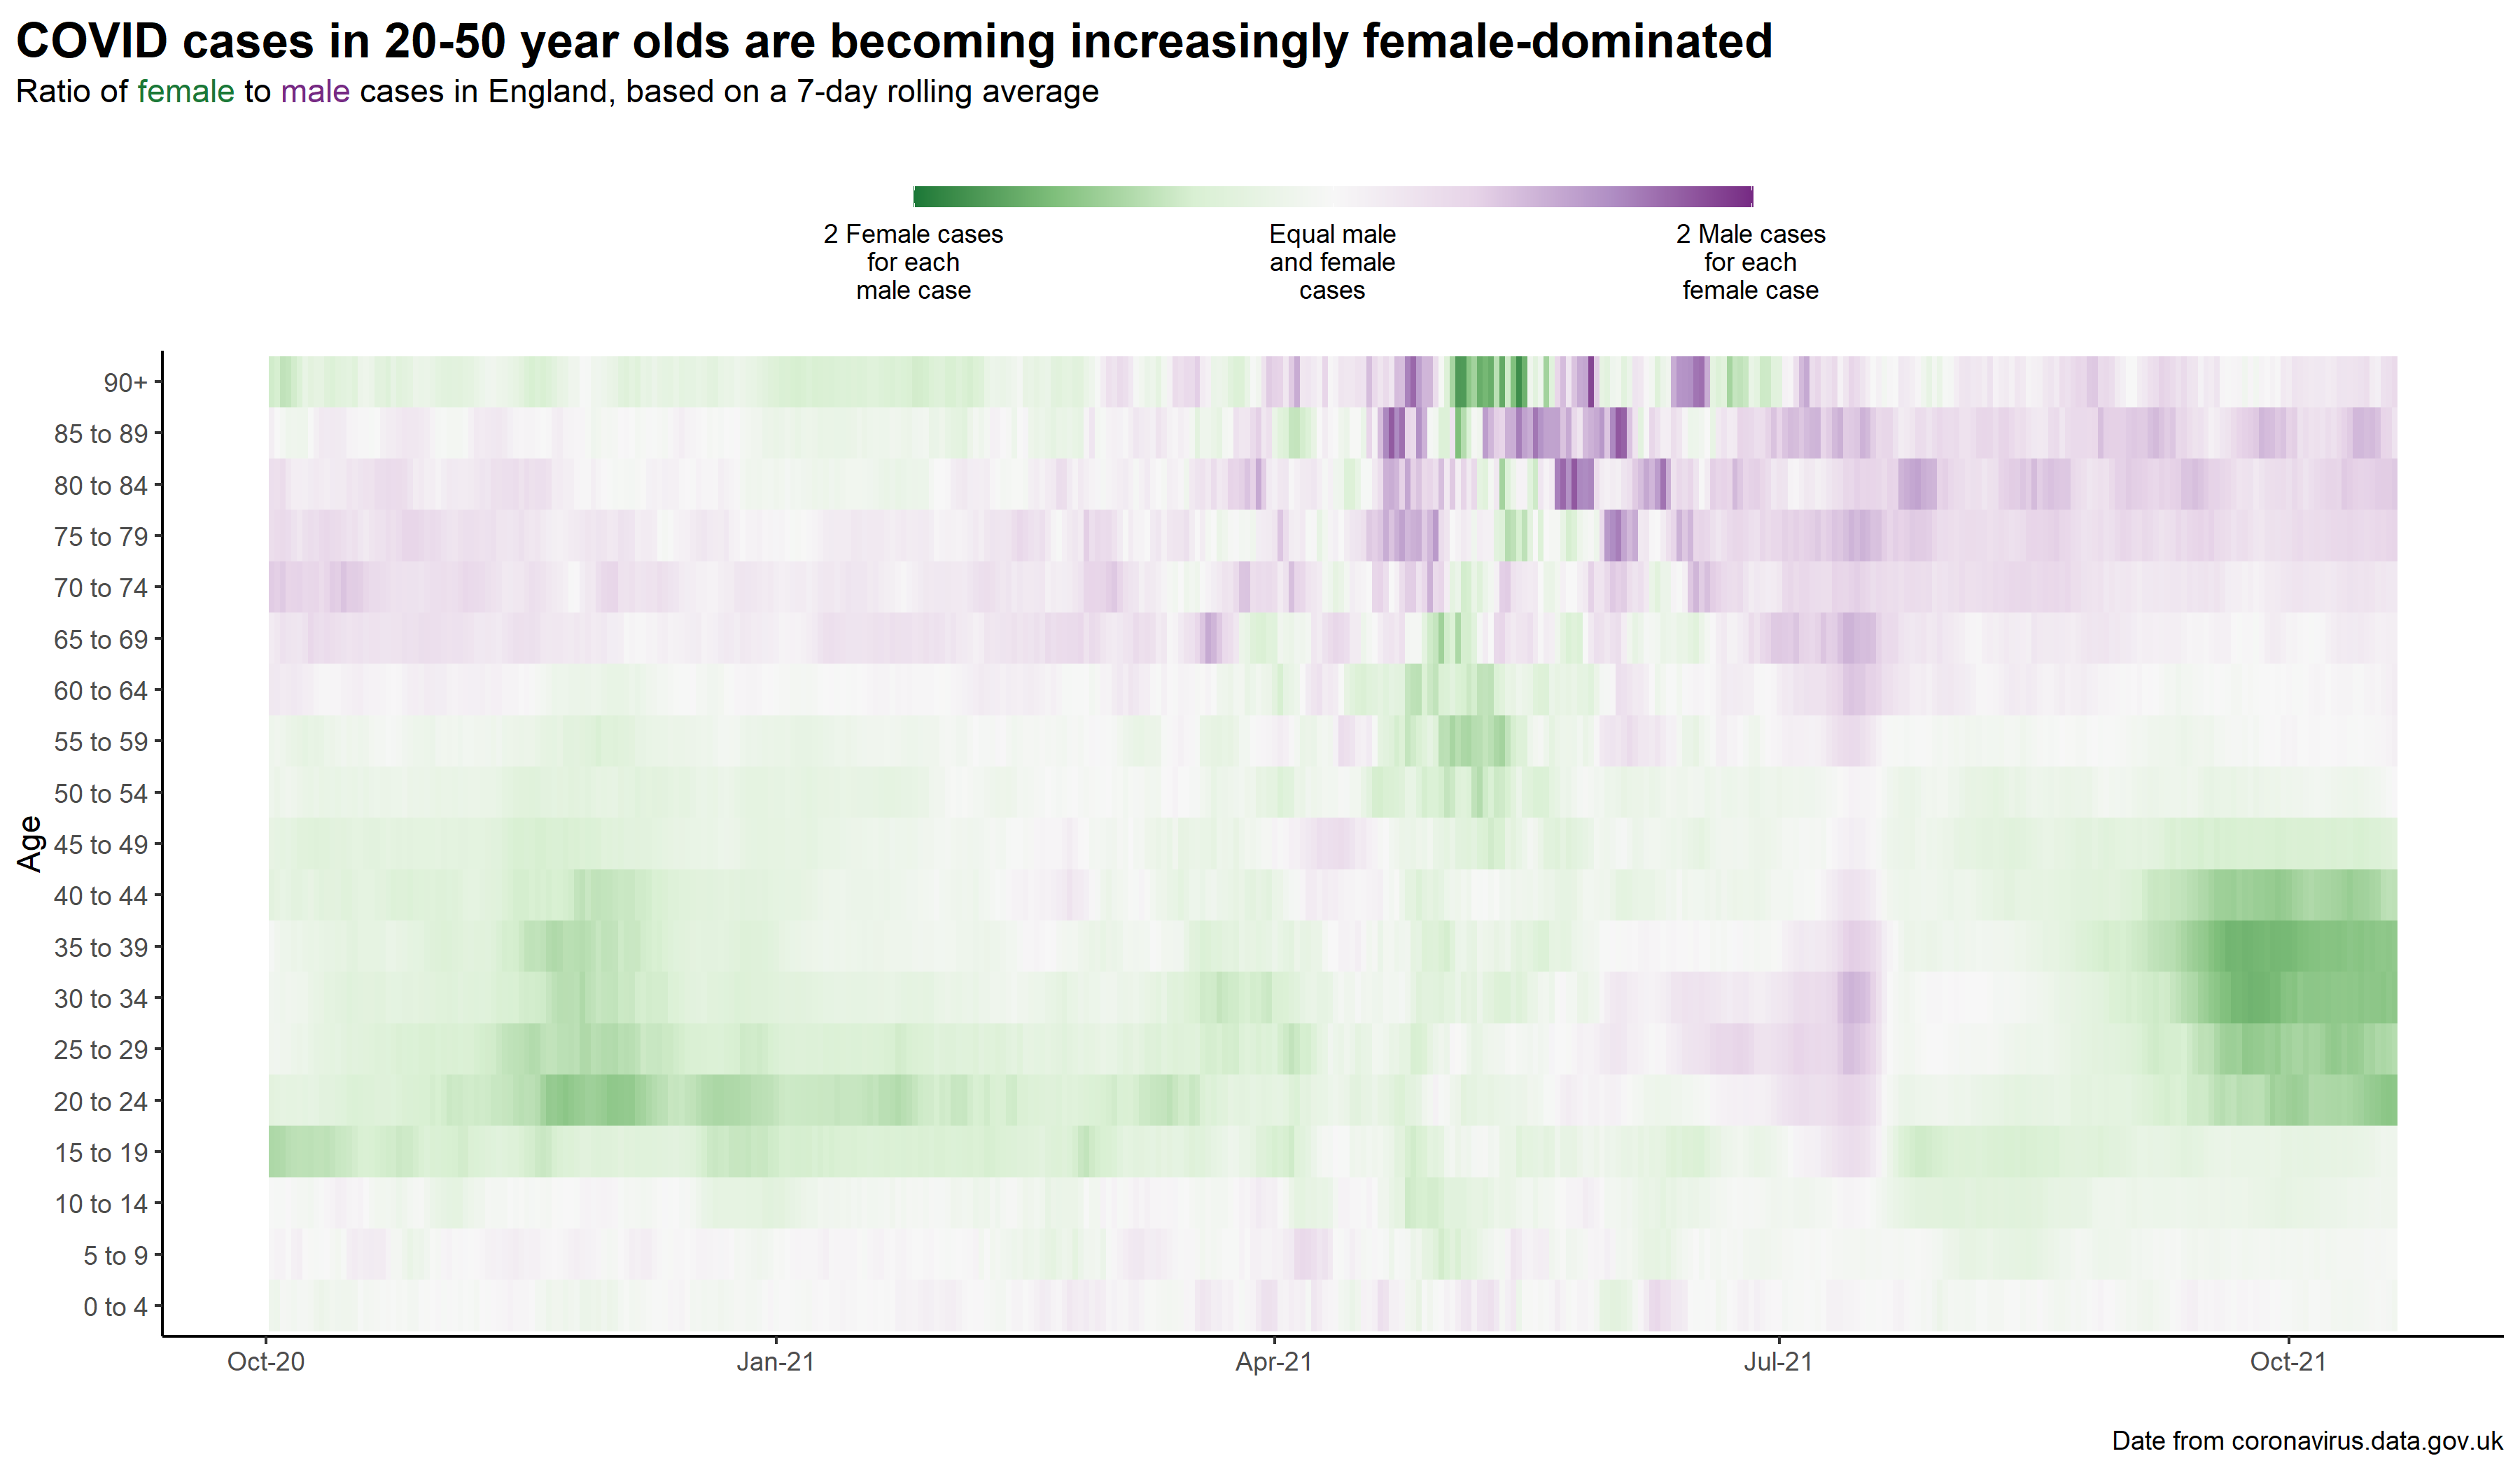 COVID cases in 20-50 year olds are becoming increasingly female-dominated
Ratio of female to male cases in England, based on a 7-day rolling average
2 Female cases
for each
male case
Equal male
and female
cases
2 Male cases
for each
female case
Age
90+
85 to 89
80 to 84
75 to 79
70 to 74
65 to 69
60 to 64
55 to 59
50 to 54
45 to 49
40 to 44
35 to 39
30 to 34
25 to 29
20 to 24
15 to 19
10 to 14
5 to 9
0 to 4
Oct-20
Jan-21
Apr-21
Jul-21
Oct-21
Date from coronavirus.data.gov.uk